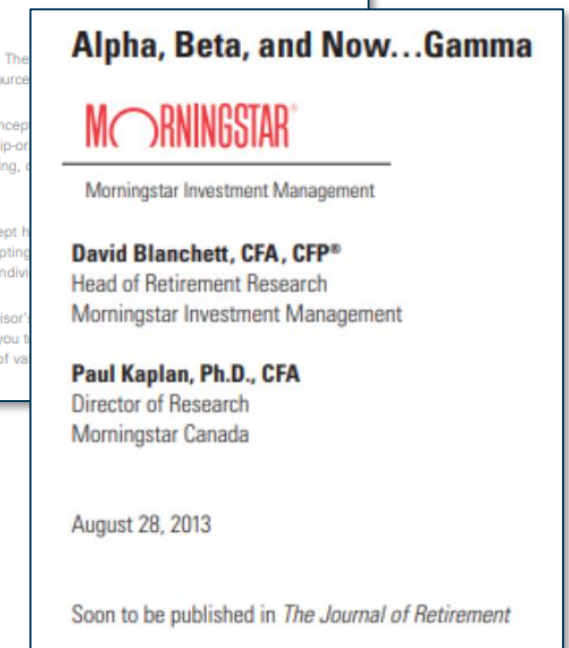 The
Alpha, Beta, and Now...Gamma
MORNINGSTAR®
Morningstar Investment Management
David Blanchett, CFA, CFP®
Head of Retirement Research
Morningstar Investment Management
Paul Kaplan, Ph.D., CFA
Director of Research
Morningstar Canada
August 28, 2013
Soon to be published in The Journal of Retirement